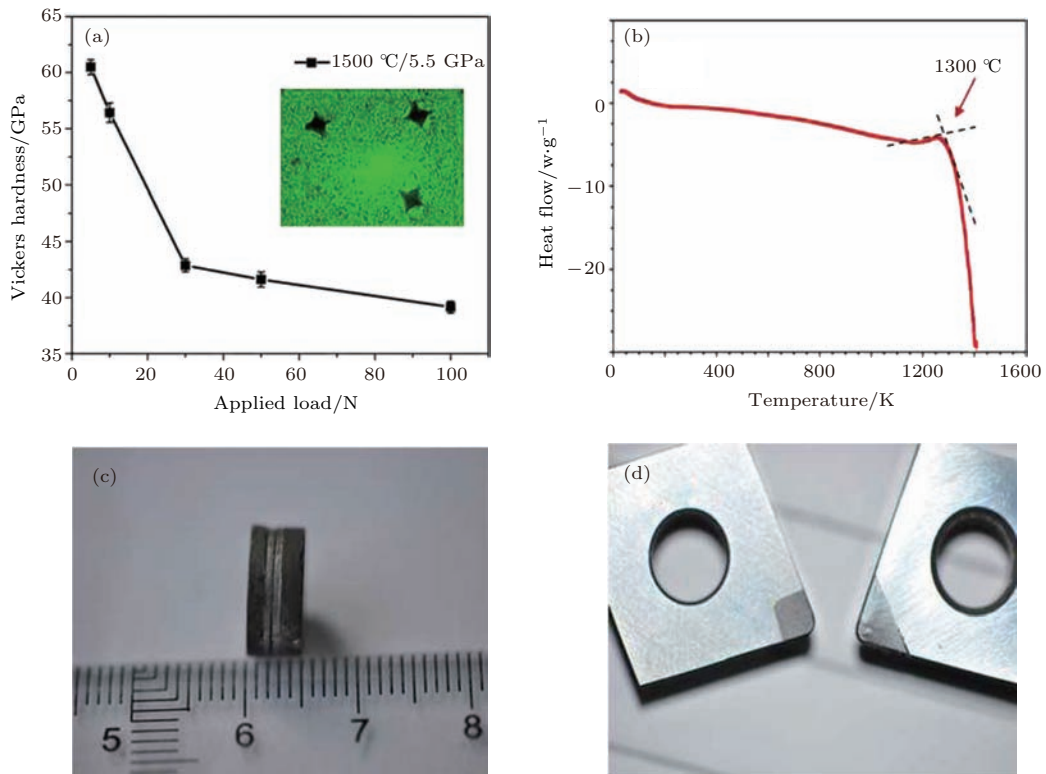 (a)
1500 ℃/5.5 GPa
Vickers hardness/GPa
65
60
55
50
45
40
35
0 20 40 60 80 100
Applied load/N
(b)
1300 ℃
Heat flow/w·g⁻¹
0
−10
−20
0 400 800 1200 1600
Temperature/K
(c)
5 6 7 8
(d)